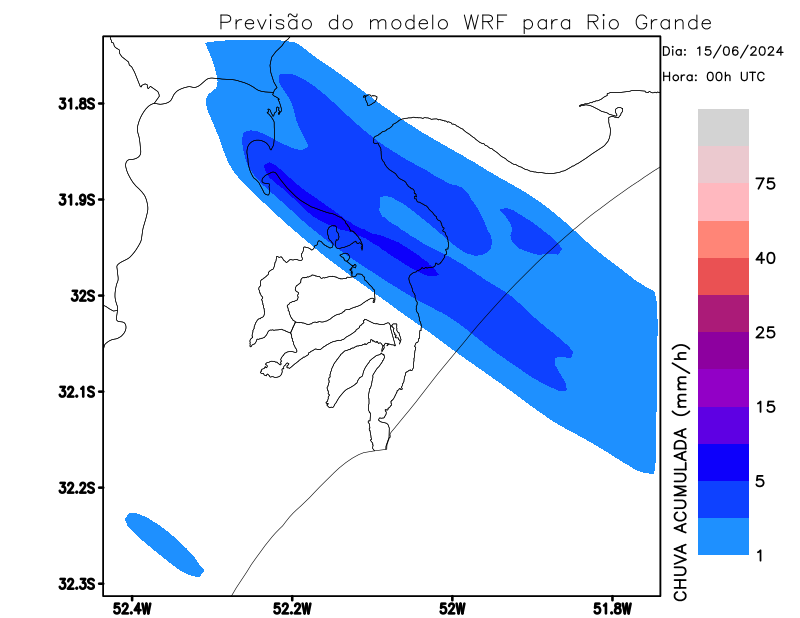 Previsão do modelo WRF para Rio Grande
Dia: 15/06/2024
Hora: 00h UTC
31.8S
31.9S
32S
32.1S
32.2S
32.3S
52.4W
52.2W
52W
51.8W
75
40
25
15
5
1
CHUVA ACUMULADA (mm/h)